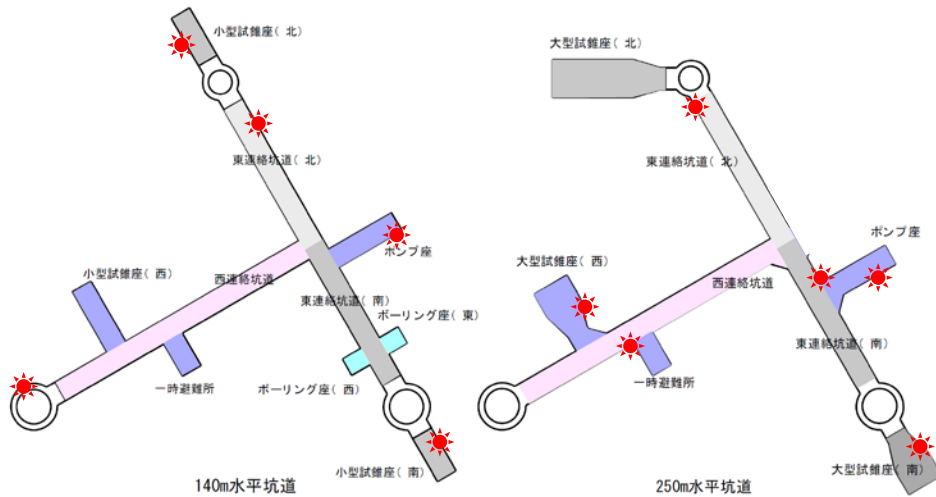 小型試錐座( 北)
東連絡坑道( 北)
ポンプ座
小型試錐座( 西)
西連絡坑道
東連絡坑道( 南)
ボーリング座( 東)
一時避難所
ボーリング座( 西)
小型試錐座( 南)
140m水平坑道
大型試錐座( 北)
東連絡坑道( 北)
ポンプ座
大型試錐座( 西)
西連絡坑道
東連絡坑道( 南)
一時避難所
大型試錐座( 南)
250m水平坑道